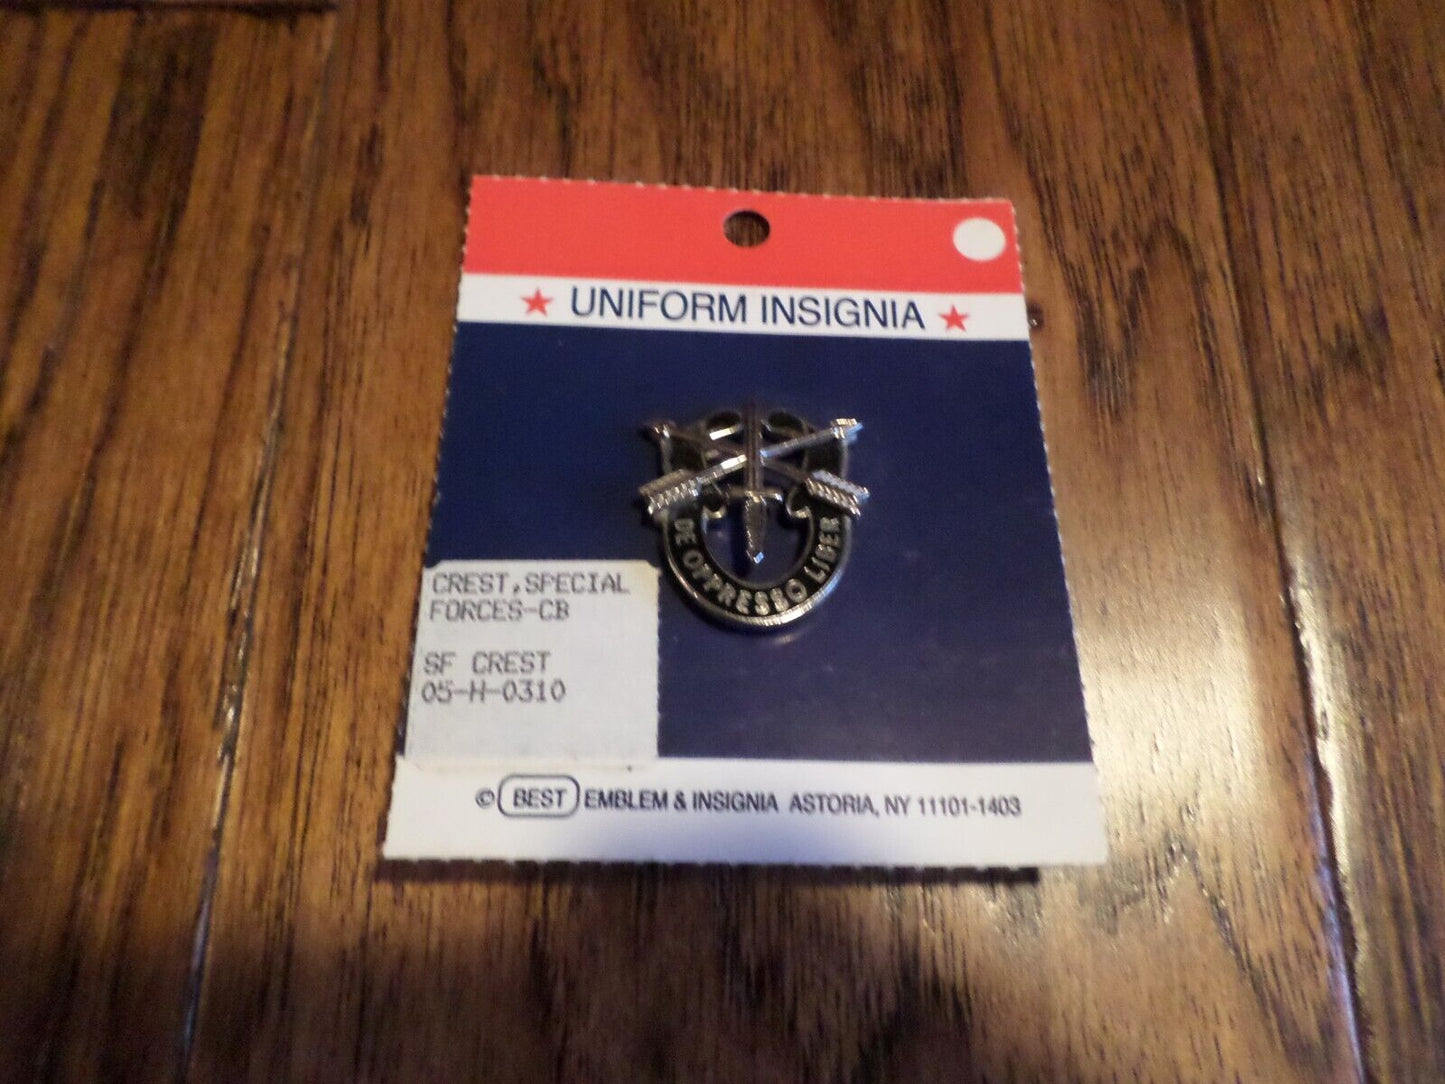 ★ UNIFORM INSIGNIA ★
DE OPPRESSO LIBER
CREST,SPECIAL
FORCES-CB
SF CREST
05-H-0310
© BEST EMBLEM & INSIGNIA ASTORIA, NY 11101-1403